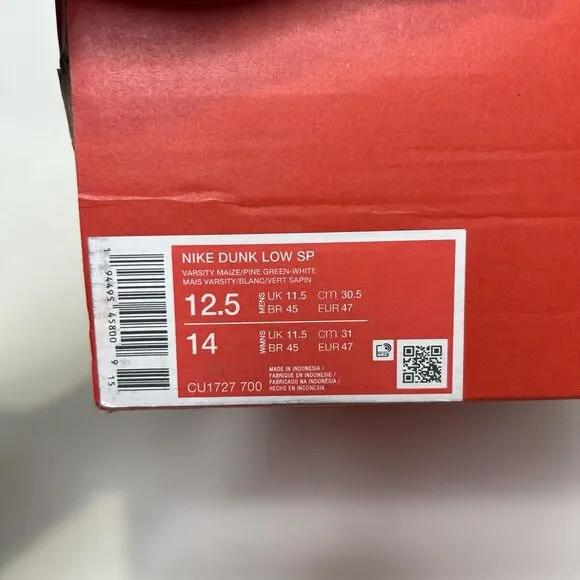 NIKE DUNK LOW SP
VARSITY MAIZE/PINE GREEN-WHITE
MAIS VARSITY/BLANC/VERT SAPIN
12.5 MENS UK 11.5 cm 30.5
BR 45 EUR 47
14 WMNS UK 11.5 cm 31
BR 45 EUR 47
CU1727 700
MADE IN INDONESIA /
FABRIQUE EN INDONESIE /
FABRICADO NA INDONÉSIA /
HECHO EN INDONESIA
1 94495 45800 9 15